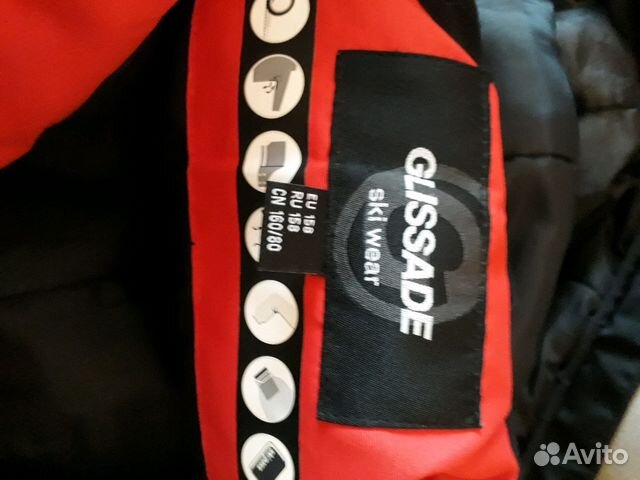 GLISSADE
ski wear
EU 158
RU 158
CN 160/80
Avito